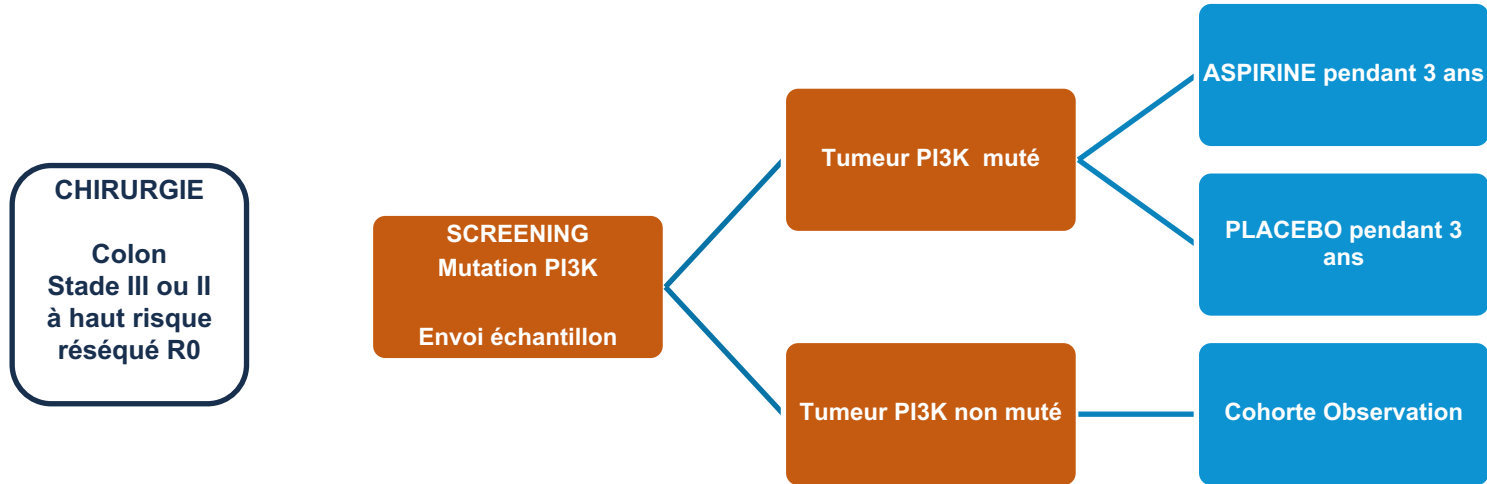 CHIRURGIE
Colon
Stade III ou II
à haut risque
réséqué R0
SCREENING
Mutation PI3K
Envoi échantillon
Tumeur PI3K muté
Tumeur PI3K non muté
ASPIRINE pendant 3 ans
PLACEBO pendant 3
ans
Cohorte Observation